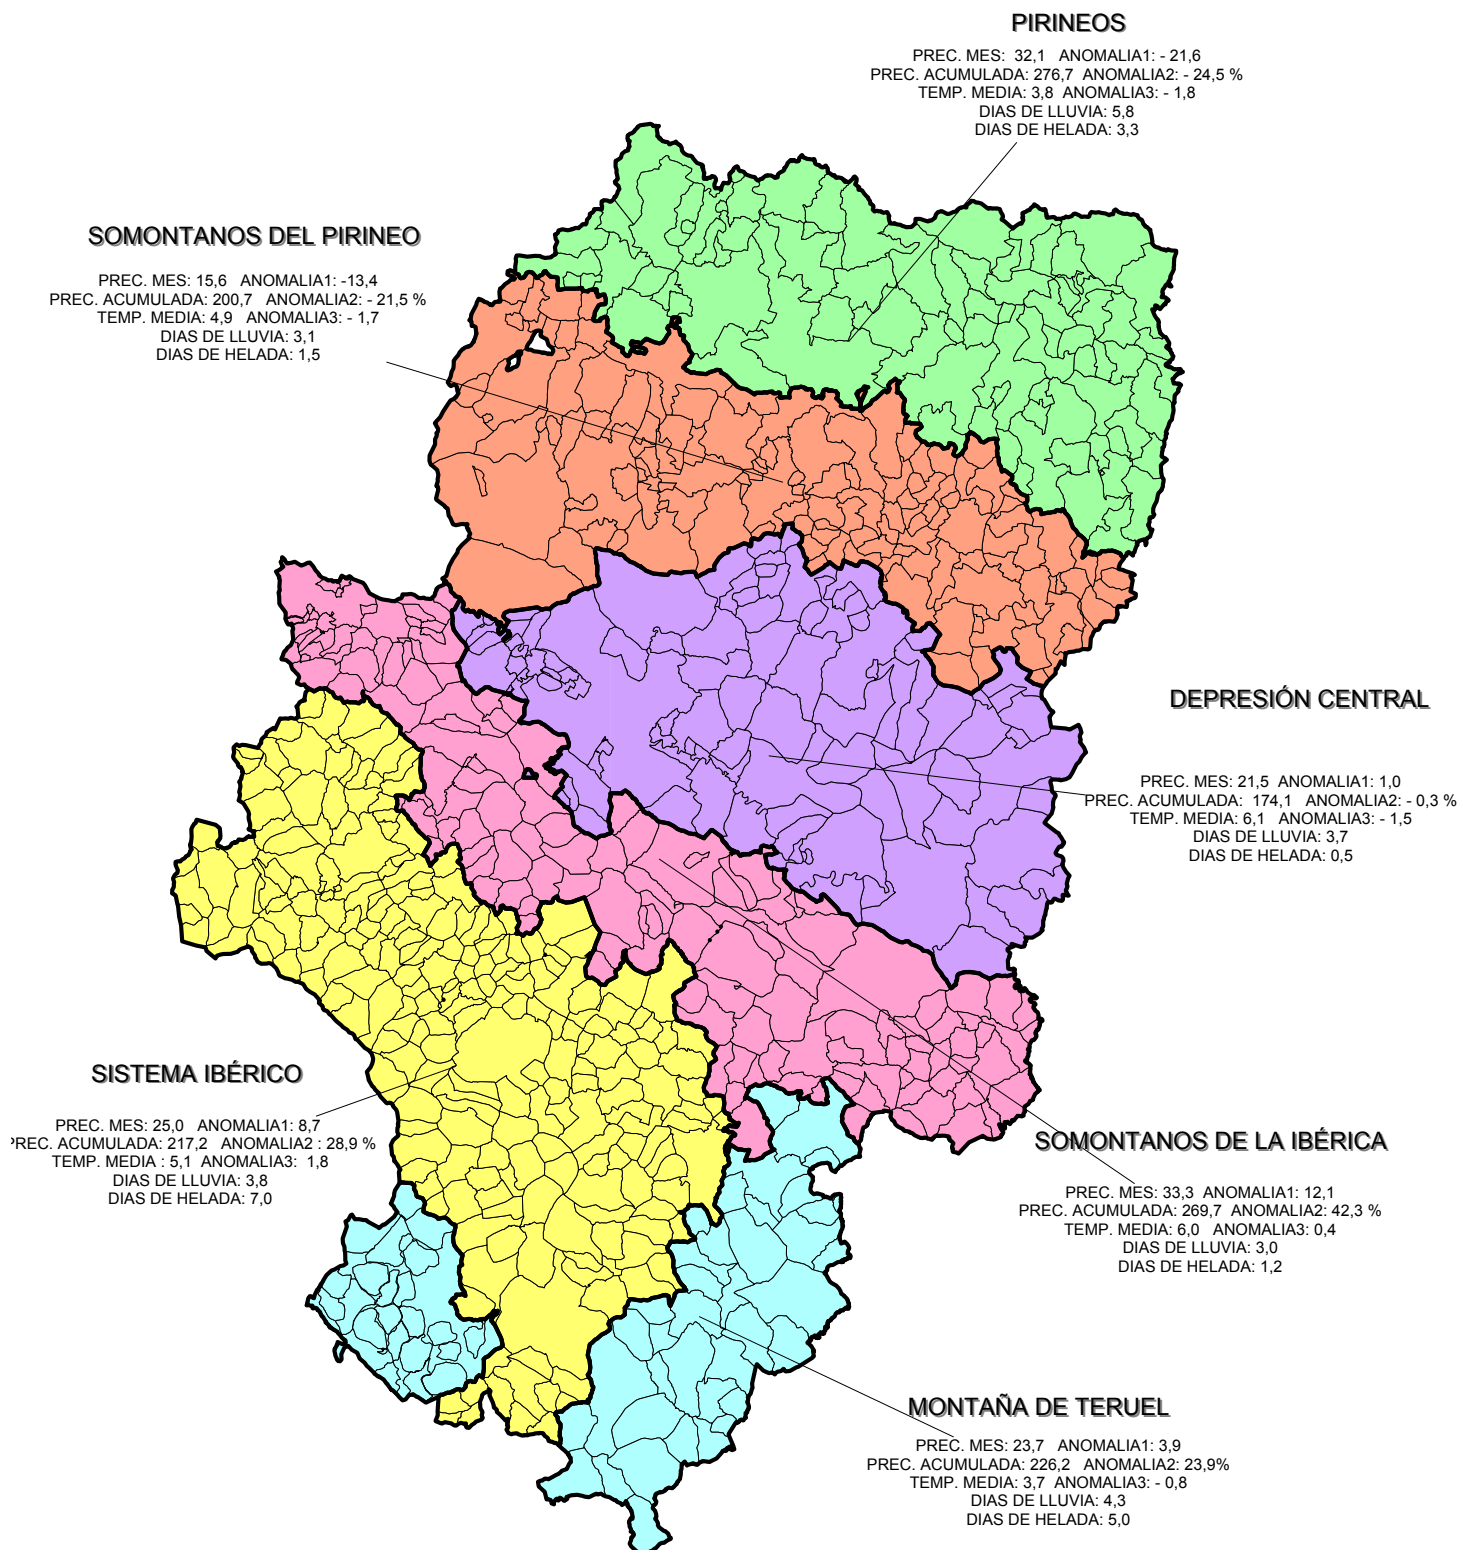 PIRINEOS
PREC. MES: 32,1 ANOMALIA1: - 21,6
PREC. ACUMULADA: 276,7 ANOMALIA2: - 24,5 %
TEMP. MEDIA: 3,8 ANOMALIA3: - 1,8
DIAS DE LLUVIA: 5,8
DIAS DE HELADA: 3,3
SOMONTANOS DEL PIRINEO
PREC. MES: 15,6 ANOMALIA1: -13,4
PREC. ACUMULADA: 200,7 ANOMALIA2: - 21,5 %
TEMP. MEDIA: 4,9 ANOMALIA3: - 1,7
DIAS DE LLUVIA: 3,1
DIAS DE HELADA: 1,5
DEPRESIÓN CENTRAL
PREC. MES: 21,5 ANOMALIA1: 1,0
PREC. ACUMULADA: 174,1 ANOMALIA2: - 0,3 %
TEMP. MEDIA: 6,1 ANOMALIA3: - 1,5
DIAS DE LLUVIA: 3,7
DIAS DE HELADA: 0,5
SISTEMA IBÉRICO
PREC. MES: 25,0 ANOMALIA1: 8,7
PREC. ACUMULADA: 217,2 ANOMALIA2 : 28,9 %
TEMP. MEDIA : 5,1 ANOMALIA3: 1,8
DIAS DE LLUVIA: 3,8
DIAS DE HELADA: 7,0
SOMONTANOS DE LA IBÉRICA
PREC. MES: 33,3 ANOMALIA1: 12,1
PREC. ACUMULADA: 269,7 ANOMALIA2: 42,3 %
TEMP. MEDIA: 6,0 ANOMALIA3: 0,4
DIAS DE LLUVIA: 3,0
DIAS DE HELADA: 1,2
MONTAÑA DE TERUEL
PREC. MES: 23,7 ANOMALIA1: 3,9
PREC. ACUMULADA: 226,2 ANOMALIA2: 23,9%
TEMP. MEDIA: 3,7 ANOMALIA3: - 0,8
DIAS DE LLUVIA: 4,3
DIAS DE HELADA: 5,0